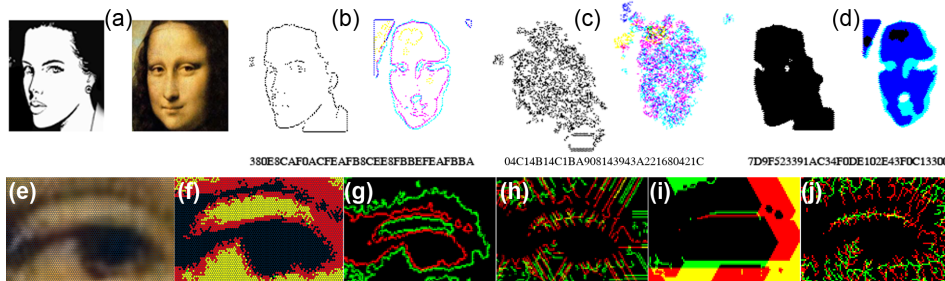 (a) (b) (c) (d)
380E8CAF0ACFEAFB8CEE8FBBEFEAFBBA 04C14B14C1BA908143943A221680421C 7D9F523391AC34F0DE102E43F0C1330
(e) (f) (g) (h) (i) (j)